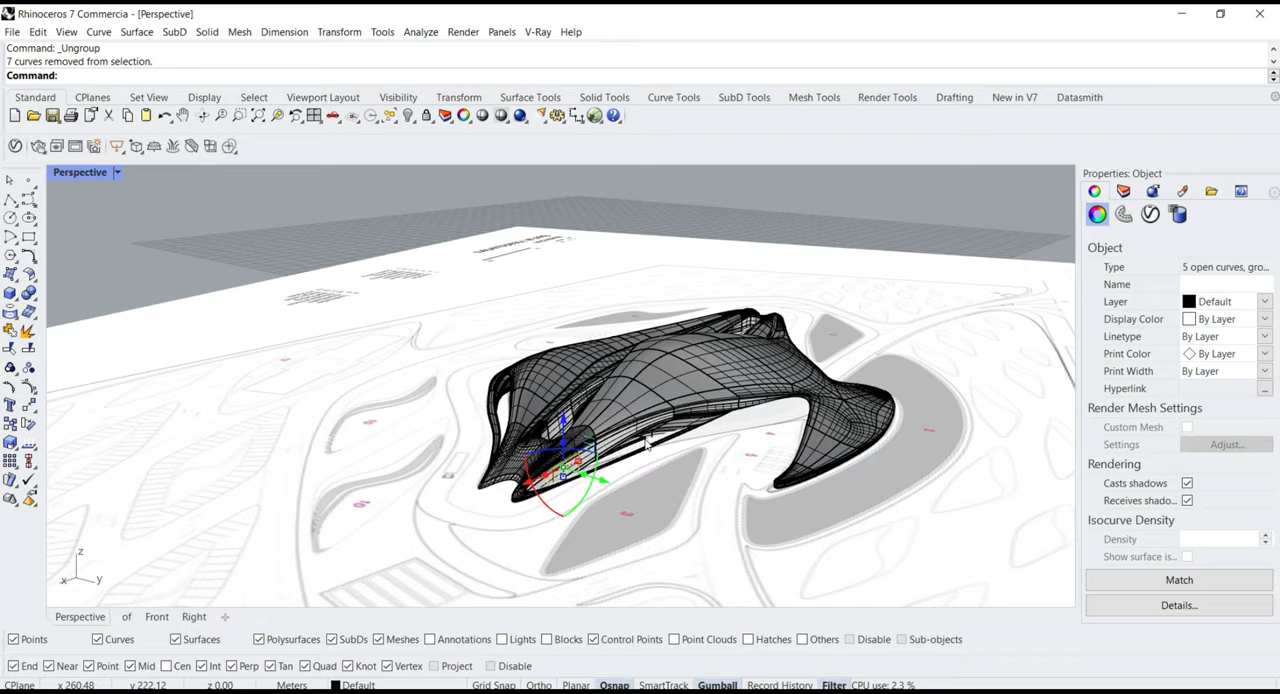 Rhinoceros 7 Commercia - [Perspective]
File Edit View Curve Surface SubD Solid Mesh Dimension Transform Tools Analyze Render Panels V-Ray Help
Command: _Ungroup
7 curves removed from selection.
Command:
Standard CPlanes Set View Display Select Viewport Layout Visibility Transform Surface Tools Solid Tools Curve Tools SubD Tools Mesh Tools Render Tools Drafting New in V7 Datasmith
Perspective
Properties: Object
Object
Type 5 open curves, gro...
Name
Layer Default
Display Color By Layer
Linetype By Layer
Print Color By Layer
Print Width By Layer
Hyperlink ...
Render Mesh Settings
Custom Mesh
Settings Adjust...
Rendering
Casts shadows
Receives shado...
Isocurve Density
Density
Show surface is...
Match
Details...
z
x y
Perspective of Front Right
Points Curves Surfaces Polysurfaces SubDs Meshes Annotations Lights Blocks Control Points Point Clouds Hatches Others Disable Sub-objects
End Near Point Mid Cen Int Perp Tan Quad Knot Vertex Project Disable
CPlane x 260.48 y 222.12 z 0.00 Meters Default Grid Snap Ortho Planar Osnap SmartTrack Gumball Record History Filter CPU use: 2.3 %